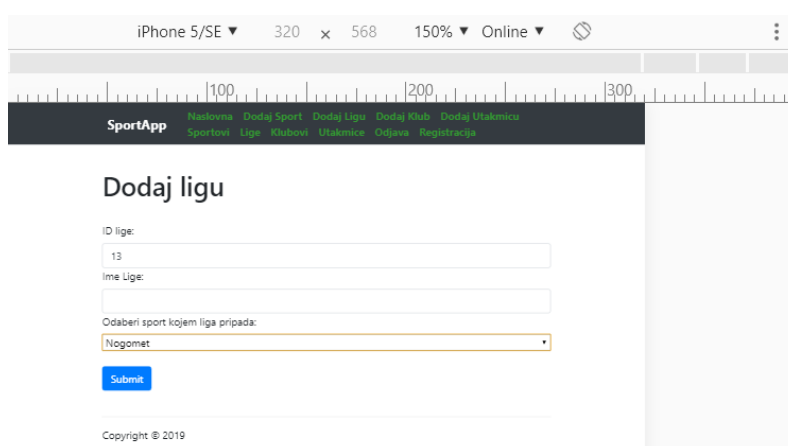 iPhone 5/SE ▼ 320 × 568 150% ▼ Online ▼
100 200 300
SportApp Naslovna Dodaj Sport Dodaj Ligu Dodaj Klub Dodaj Utakmicu
Sportovi Lige Klubovi Utakmice Odjava Registracija
Dodaj ligu
ID lige:
13
Ime Lige:
Odaberi sport kojem liga pripada:
Nogomet
Submit
Copyright © 2019